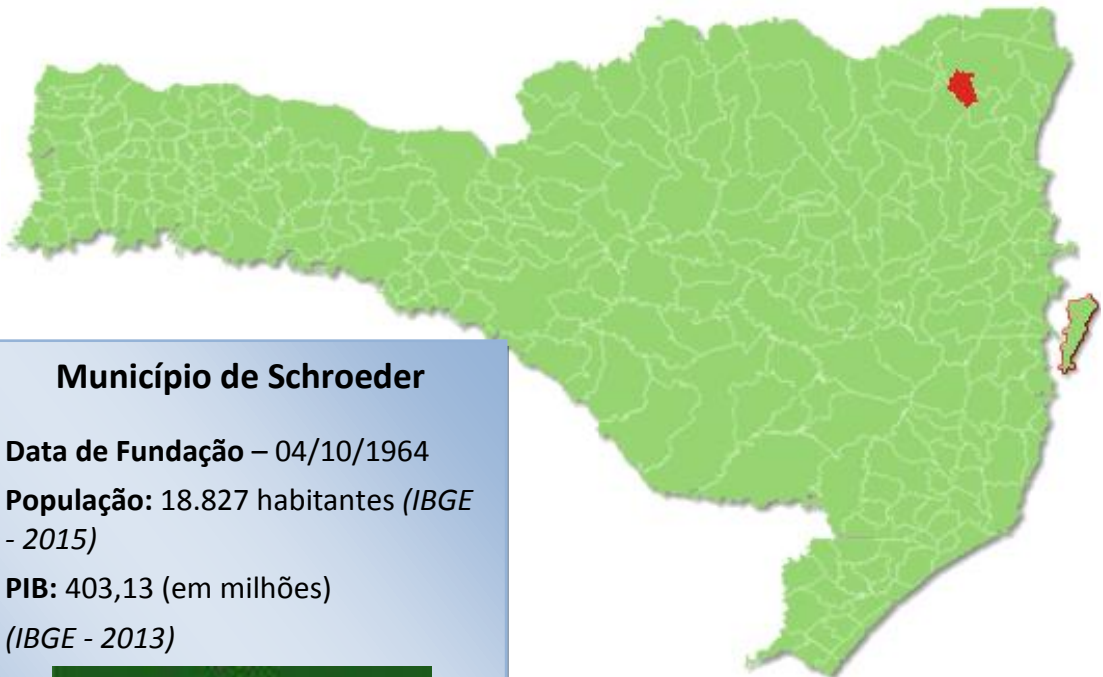 Município de Schroeder
Data de Fundação – 04/10/1964
População: 18.827 habitantes (IBGE
- 2015)
PIB: 403,13 (em milhões)
(IBGE - 2013)